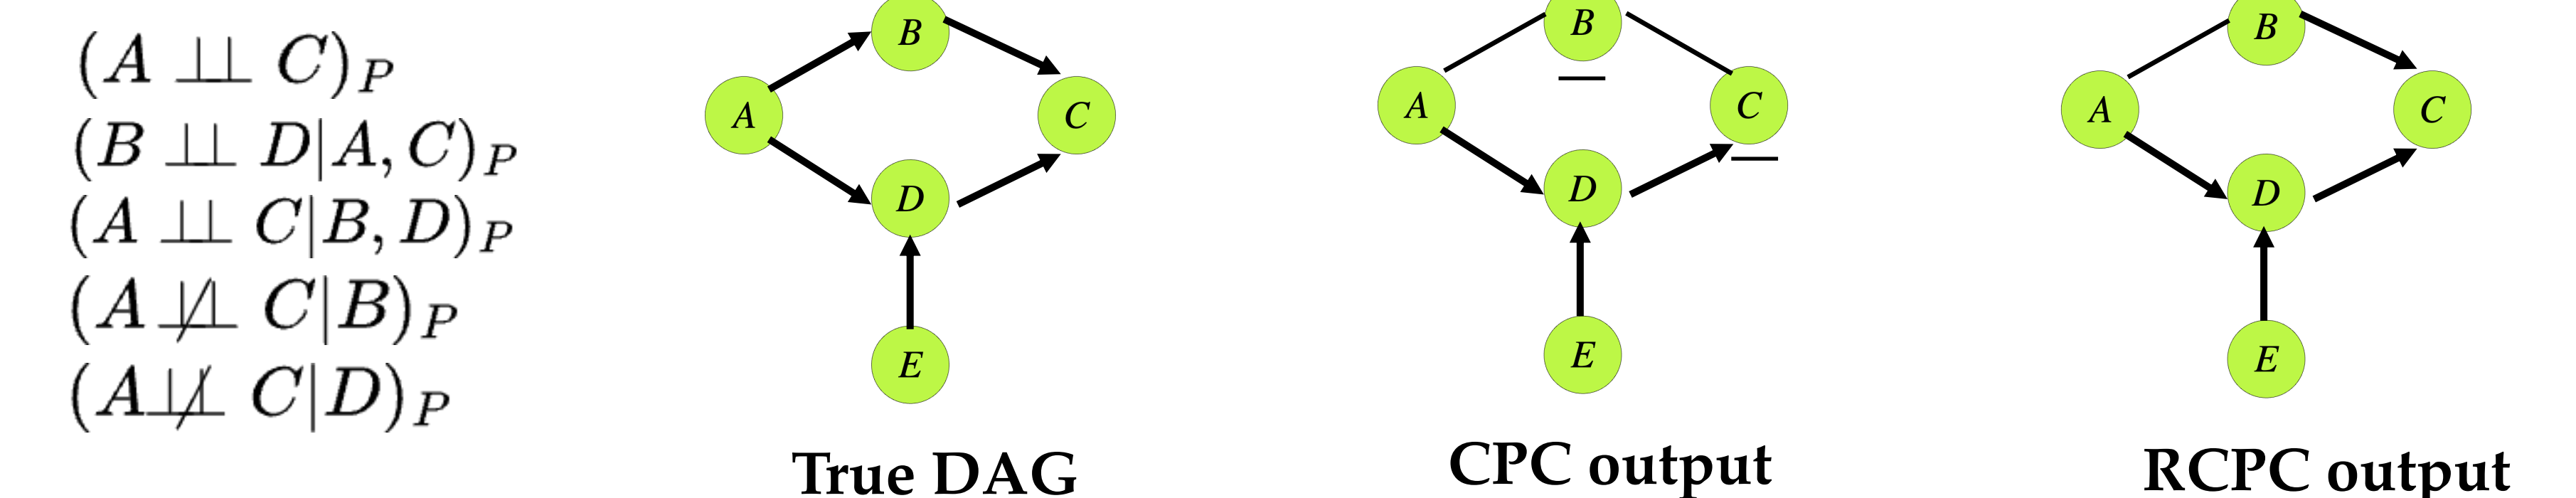 (A ⊥⊥ C)_P
(B ⊥⊥ D|A, C)_P
(A ⊥⊥ C|B, D)_P
(A ⊥̸⊥ C|B)_P
(A ⊥⊥̸ C|D)_P
B
A
C
D
E
True DAG
B
A
C
D
E
CPC output
B
A
C
D
E
RCPC output